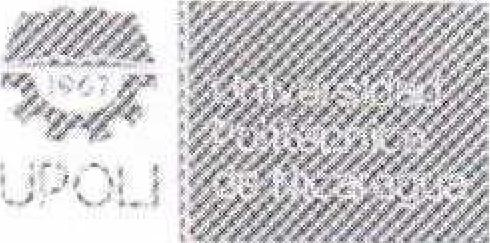 1967
UPOLI
Universidad
Politécnica
de Nicaragua